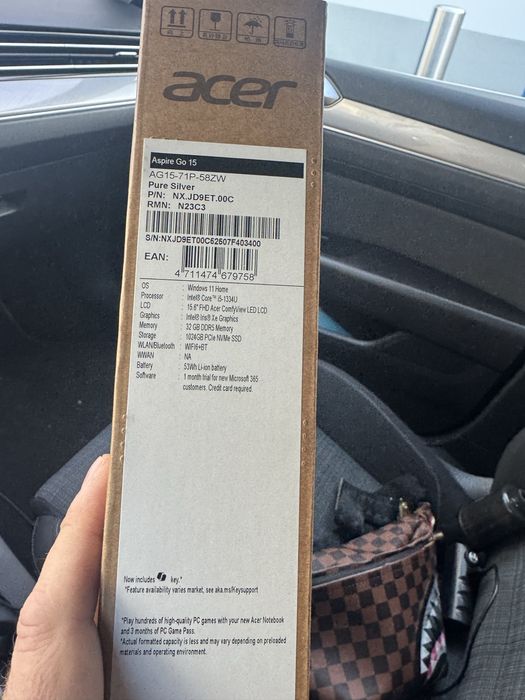 acer
Aspire Go 15
AG15-71P-58ZW
Pure Silver
P/N: NX.JD9ET.00C
RMN: N23C3
S/N:NXJD9ET00C52507F403400
EAN:
4 711474 679758
OS : Windows 11 Home
Processor : Intel® Core™ i5-1334U
LCD : 15.6" FHD Acer ComfyView LED LCD
Graphics : Intel® Iris® Xe Graphics
Memory : 32 GB DDR5 Memory
Storage : 1024GB PCIe NVMe SSD
WLAN/Bluetooth : WIFI6+BT
WWAN : NA
Battery : 53Wh Li-ion battery
Software : 1 month trial for new Microsoft 365
customers. Credit card required.
Now includes key.*
*Feature availability varies market, see aka.ms/Keysupport
*Play hundreds of high-quality PC games with your new Acer Notebook
and 3 months of PC Game Pass.
*Actual formatted capacity is less and may vary depending on preloaded
materials and operating environment.